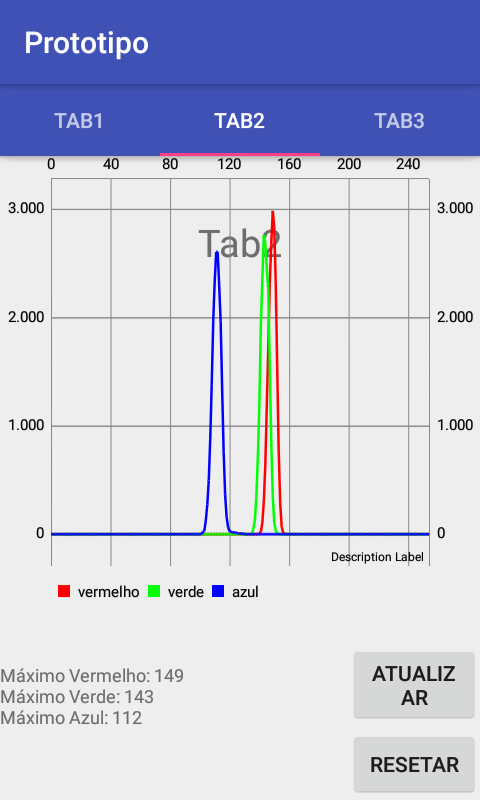 Prototipo
TAB1 TAB2 TAB3
0 40 80 120 160 200 240
3.000 3.000
Tab2
2.000 2.000
1.000 1.000
0 0
Description Label
vermelho verde azul
Máximo Vermelho: 149
Máximo Verde: 143
Máximo Azul: 112
ATUALIZ
AR
RESETAR